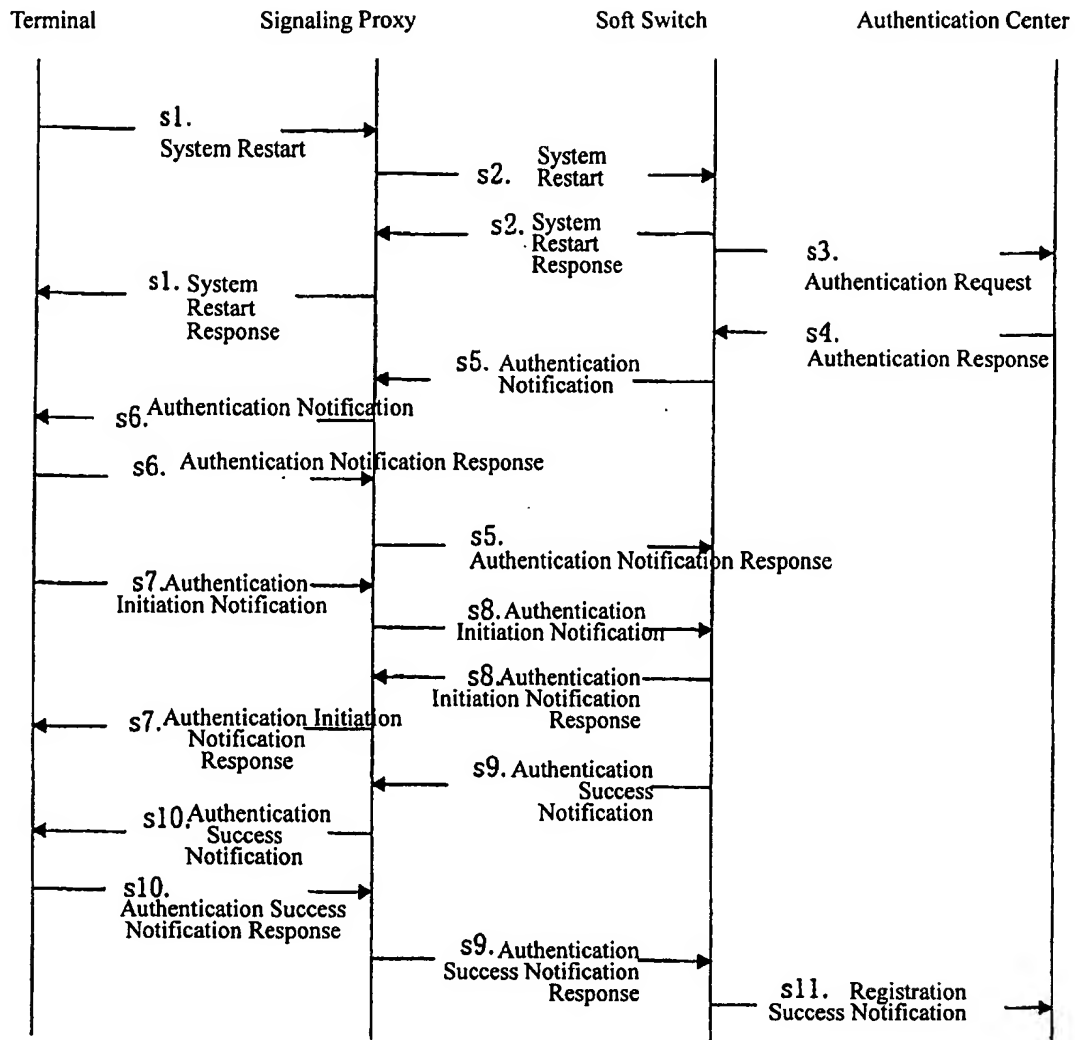 Terminal
Signaling Proxy
Soft Switch
Authentication Center
s1.
System Restart
s2. System
Restart
s2. System
Restart
Response
s3.
Authentication Request
s1. System
Restart
Response
s4.
Authentication Response
s5. Authentication
Notification
s6. Authentication Notification
s6. Authentication Notification Response
s5.
Authentication Notification Response
s7. Authentication
Initiation Notification
s8. Authentication
Initiation Notification
s8. Authentication
Initiation Notification
Response
s7. Authentication Initiation
Notification
Response
s9. Authentication
Success
Notification
s10. Authentication
Success
Notification
s10.
Authentication Success
Notification Response
s9. Authentication
Success Notification
Response
s11. Registration
Success Notification